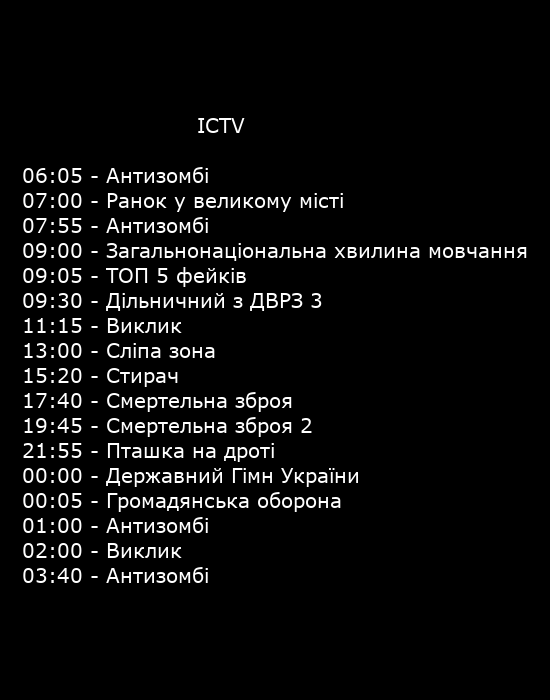 ICTV
06:05 - Антизомбі
07:00 - Ранок у великому місті
07:55 - Антизомбі
09:00 - Загальнонаціональна хвилина мовчання
09:05 - ТОП 5 фейків
09:30 - Дільничний з ДВРЗ 3
11:15 - Виклик
13:00 - Сліпа зона
15:20 - Стирач
17:40 - Смертельна зброя
19:45 - Смертельна зброя 2
21:55 - Пташка на дроті
00:00 - Державний Гімн України
00:05 - Громадянська оборона
01:00 - Антизомбі
02:00 - Виклик
03:40 - Антизомбі